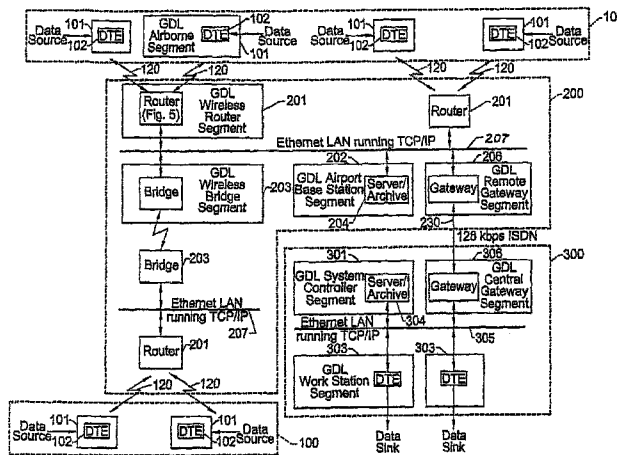 101
Data
Source
DTE
102
GDL
Airborne
Segment
DTE
102
Data
Source
101
Data
Source
DTE
101
102
DTE
101
102
Data
Source
10
120
120
120
120
Router
(Fig. 5)
GDL
Wireless
Router
Segment
201
Router
201
200
Ethernet LAN running TCP/IP
207
Bridge
GDL
Wireless
Bridge
Segment
203
202
GDL Airport
Base Station
Segment
Server/
Archive
204
206
Gateway
GDL
Remote
Gateway
Segment
230
128 kbps ISDN
Bridge
203
Ethernet LAN
running TCP/IP
207
Router
201
301
GDL System
Controller
Segment
Server/
Archive
304
306
Gateway
GDL
Central
Gateway
Segment
300
Ethernet LAN
running TCP/IP
305
303
GDL
Work Station
Segment
DTE
303
DTE
Data
Sink
Data
Sink
120
120
Data
Source
101
102
DTE
DTE
101
102
Data
Source
100